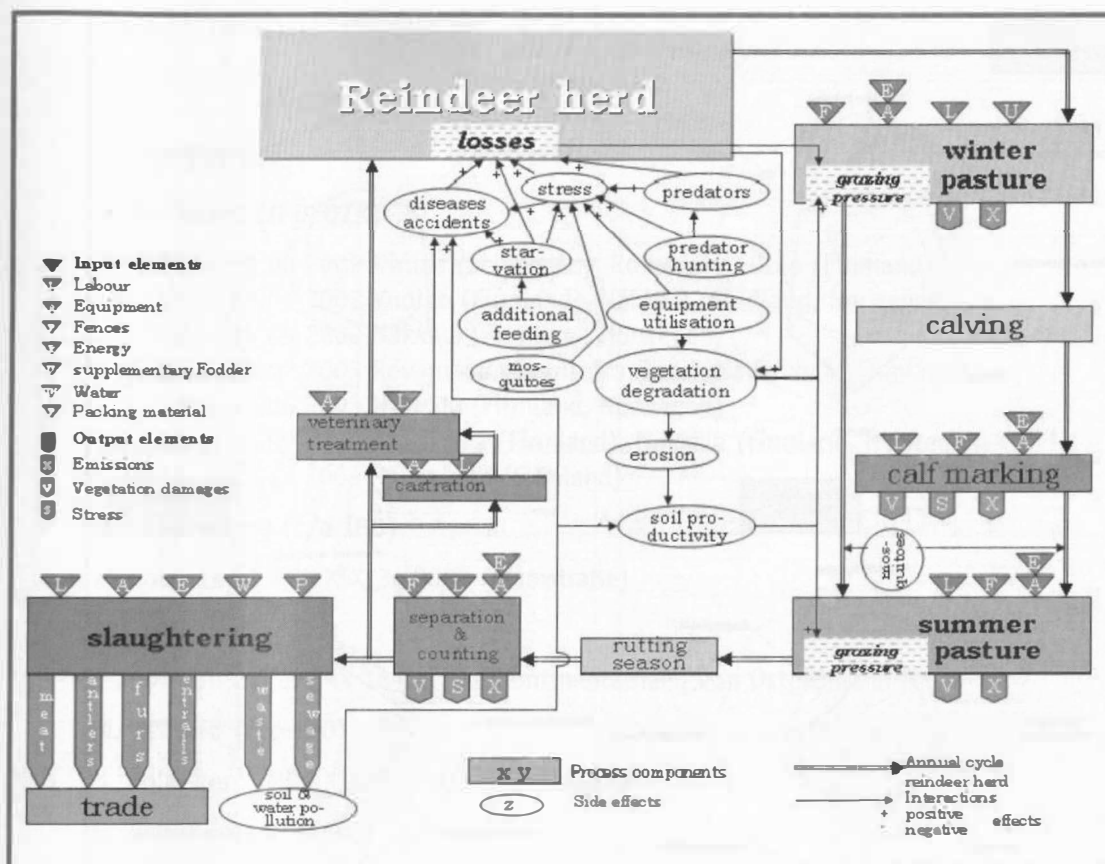 Reindeer herd
losses
F
E
A
L
U
winter
pasture
grazing
pressure
V
X
diseases
accidents
stress
predators
star-
vation
predator
hunting
additional
feeding
equipment
utilisation
mos-
quitoes
vegetation
degradation
erosion
soil pro-
ductivity
calving
L
F
E
A
calf marking
V
S
X
mos-
quitoes
L
F
E
A
summer
pasture
grazing
pressure
V
X
Input elements
Labour
Equipment
Fences
Energy
supplementary Fodder
Water
Packing material
Output elements
X Emissions
V Vegetation damages
S Stress
A
L
veterinary
treatment
A
L
castration
L
A
E
W
P
slaughtering
F
L
E
A
separation
&
counting
V
S
X
rutting
season
meat
antlers
furs
entrails
waste
sewage
trade
soil &
water po-
llution
x y Process components
z Side effects
Annual cycle
reindeer herd
Interactions
+ positive
- negative
effects